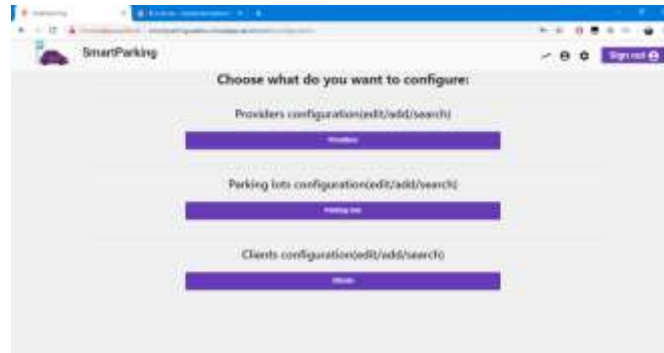 SmartParking
Sign out
Choose what do you want to configure:
Providers configuration(edit/add/search)
Providers
Parking lots configuration(edit/add/search)
Parking lots
Clients configuration(edit/add/search)
Clients